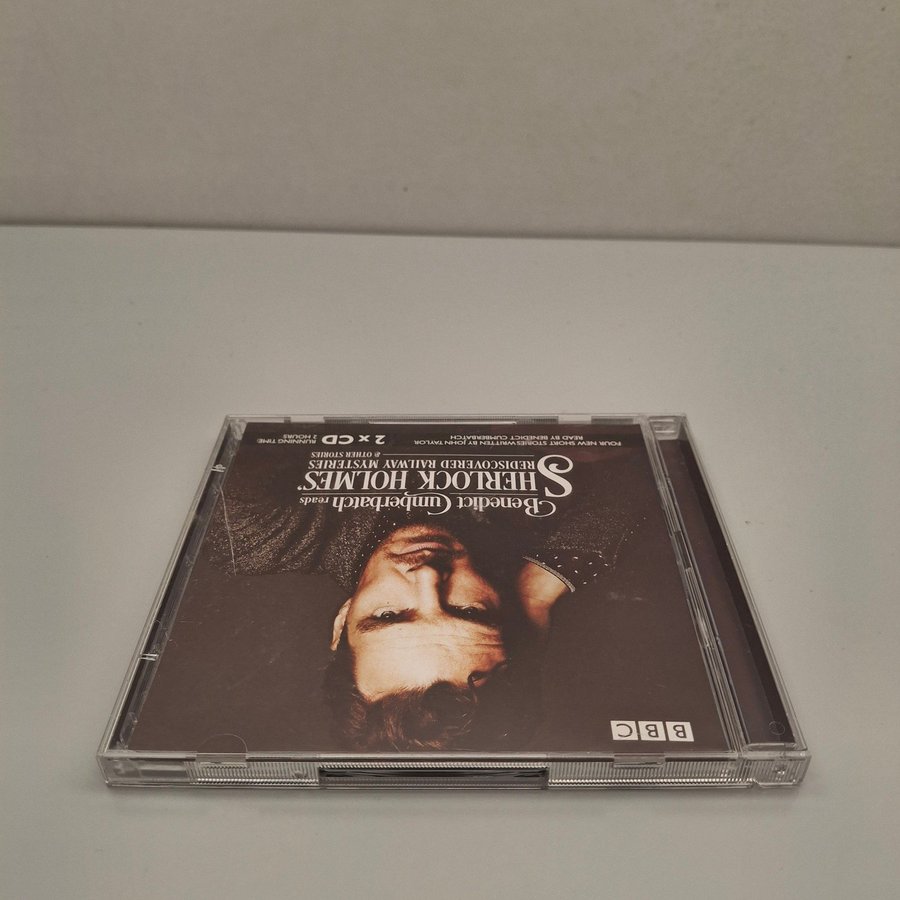 BBC
Benedict Cumberbatch reads
SHERLOCK HOLMES'
REDISCOVERED RAILWAY MYSTERIES
& OTHER STORIES
FOUR NEW SHORT STORIES WRITTEN BY JOHN TAYLOR,
READ BY BENEDICT CUMBERBATCH
2 x CD
RUNNING TIME:
2 HOURS